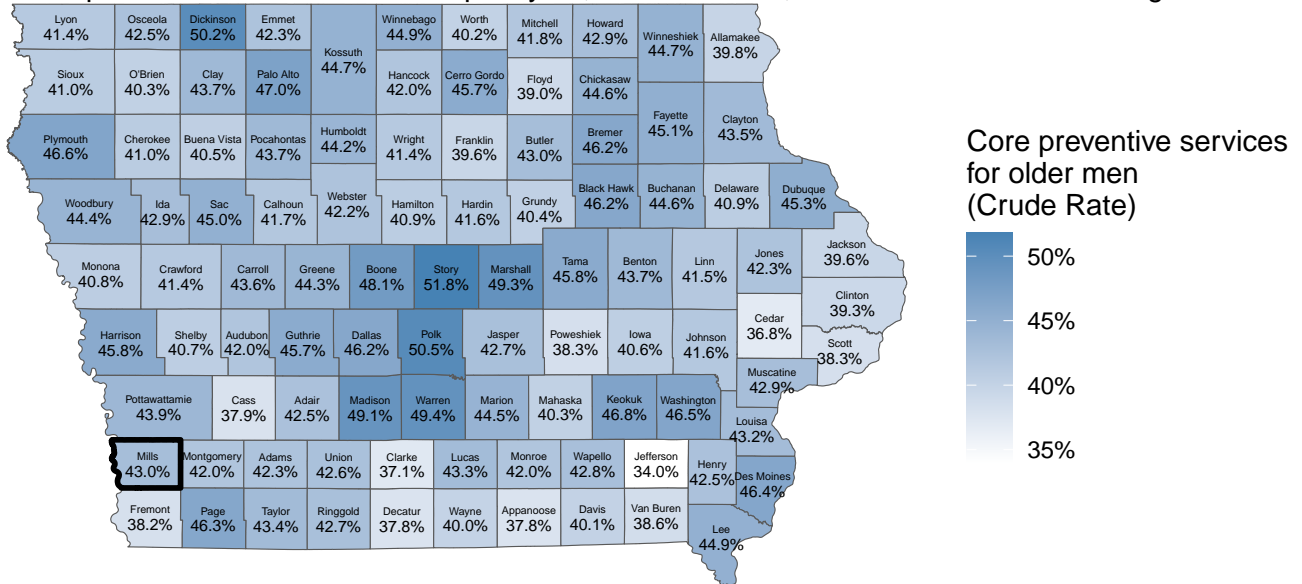 Lyon Osceola Dickinson Emmet Winnebago Worth Mitchell Howard
41.4% 42.5% 50.2% 42.3% 44.9% 40.2% 41.8% 42.9%
Kossuth Winneshiek Allamakee
44.7% 44.7% 39.8%
Sioux O'Brien Clay Palo Alto Hancock Cerro Gordo Floyd Chickasaw
41.0% 40.3% 43.7% 47.0% 42.0% 45.7% 39.0% 44.6%
Fayette Clayton
45.1% 43.5%
Plymouth Cherokee Buena Vista Pocahontas Humboldt Wright Franklin Butler Bremer
46.6% 41.0% 40.5% 43.7% 44.2% 41.4% 39.6% 43.0% 46.2%
Woodbury Ida Sac Calhoun Webster Hamilton Hardin Grundy Black Hawk Buchanan Delaware Dubuque
44.4% 42.9% 45.0% 41.7% 42.2% 40.9% 41.6% 40.4% 46.2% 44.6% 40.9% 45.3%
Monona Crawford Carroll Greene Boone Story Marshall Tama Benton Linn Jones Jackson
40.8% 41.4% 43.6% 44.3% 48.1% 51.8% 49.3% 45.8% 43.7% 41.5% 42.3% 39.6%
Clinton
39.3%
Harrison Shelby Audubon Guthrie Dallas Polk Jasper Poweshiek Iowa Johnson Cedar Scott
45.8% 40.7% 42.0% 45.7% 46.2% 50.5% 42.7% 38.3% 40.6% 41.6% 36.8% 38.3%
Muscatine
42.9%
Pottawattamie Cass Adair Madison Warren Marion Mahaska Keokuk Washington Louisa
43.9% 37.9% 42.5% 49.1% 49.4% 44.5% 40.3% 46.8% 46.5% 43.2%
Mills Montgomery Adams Union Clarke Lucas Monroe Wapello Jefferson Henry Des Moines
43.0% 42.0% 42.3% 42.6% 37.1% 43.3% 42.0% 42.8% 34.0% 42.5% 46.4%
Fremont Page Taylor Ringgold Decatur Wayne Appanoose Davis Van Buren Lee
38.2% 46.3% 43.4% 42.7% 37.8% 40.0% 37.8% 40.1% 38.6% 44.9%
Core preventive services
for older men
(Crude Rate)
50%
45%
40%
35%